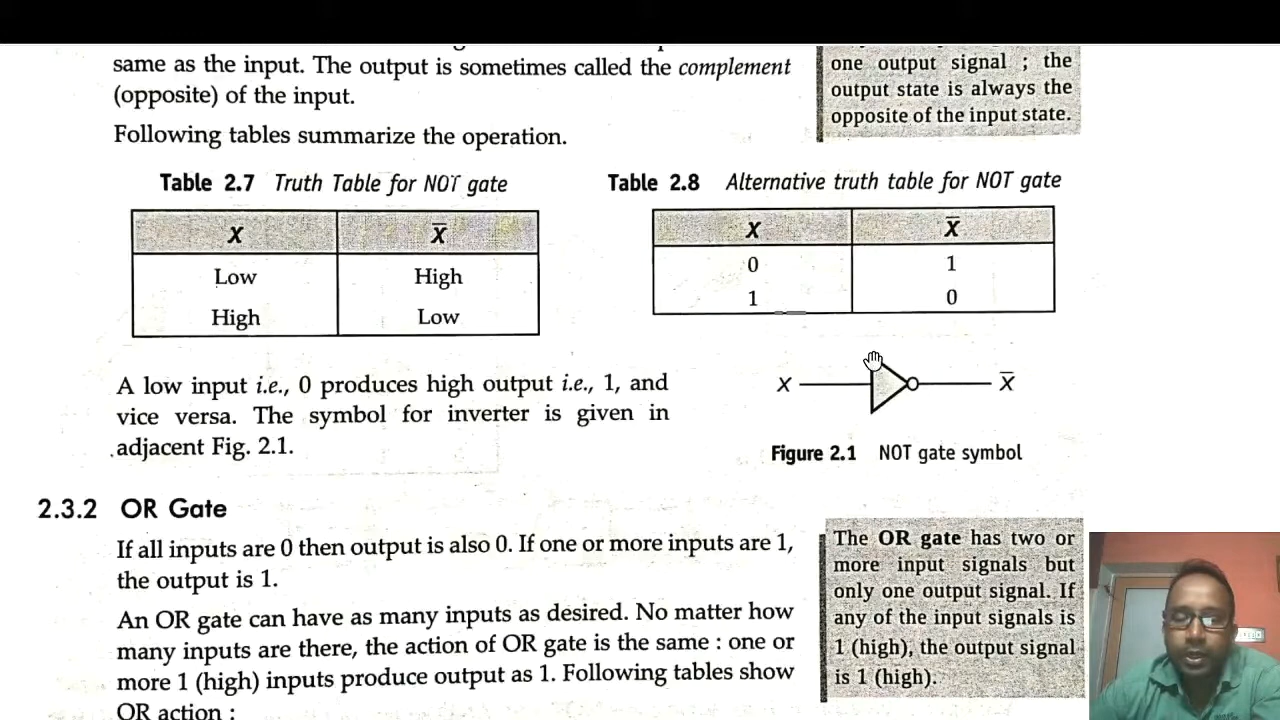 same as the input. The output is sometimes called the complement
(opposite) of the input.
Following tables summarize the operation.
one output signal ; the
output state is always the
opposite of the input state.
Table 2.7 Truth Table for NOT gate
X X̅
Low High
High Low
Table 2.8 Alternative truth table for NOT gate
X X̅
0 1
1 0
A low input i.e., 0 produces high output i.e., 1, and
vice versa. The symbol for inverter is given in
adjacent Fig. 2.1.
X X̅
Figure 2.1 NOT gate symbol
2.3.2 OR Gate
If all inputs are 0 then output is also 0. If one or more inputs are 1,
the output is 1.
An OR gate can have as many inputs as desired. No matter how
many inputs are there, the action of OR gate is the same : one or
more 1 (high) inputs produce output as 1. Following tables show
OR action :
The OR gate has two or
more input signals but
only one output signal. If
any of the input signals is
1 (high), the output signal
is 1 (high).